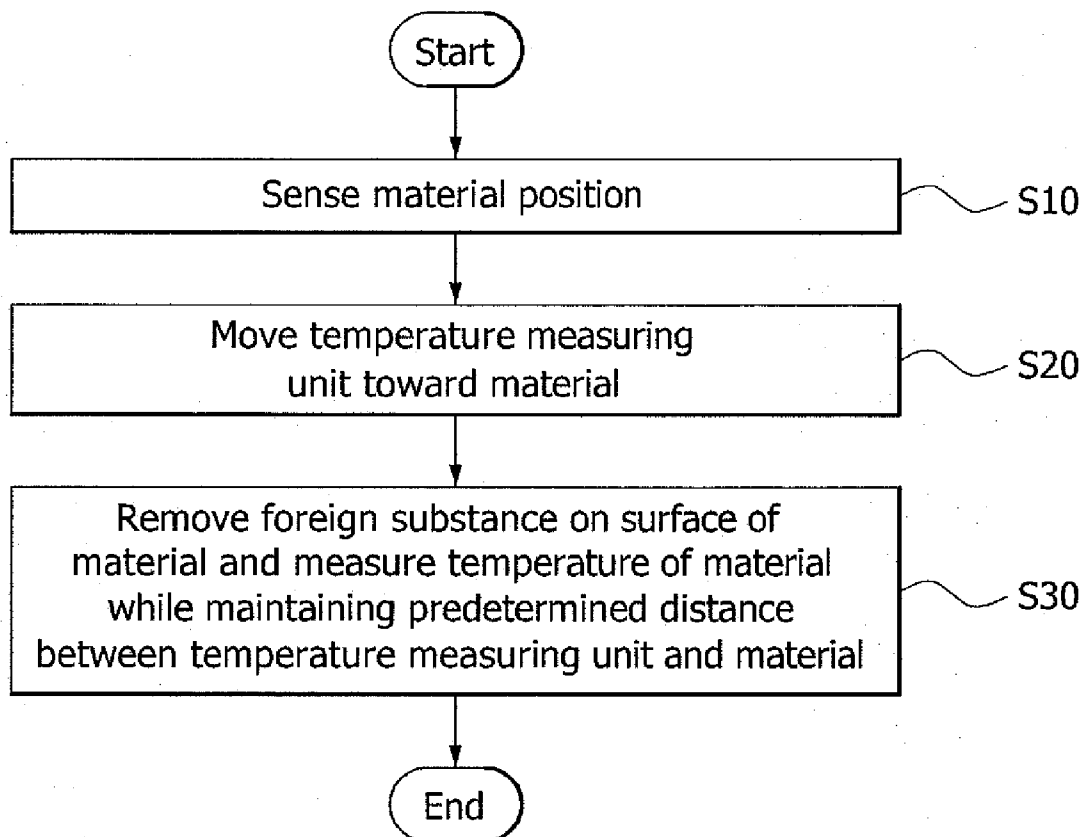 Start
Sense material position
S10
Move temperature measuring
unit toward material
S20
Remove foreign substance on surface of
material and measure temperature of material
while maintaining predetermined distance
between temperature measuring unit and material
S30
End